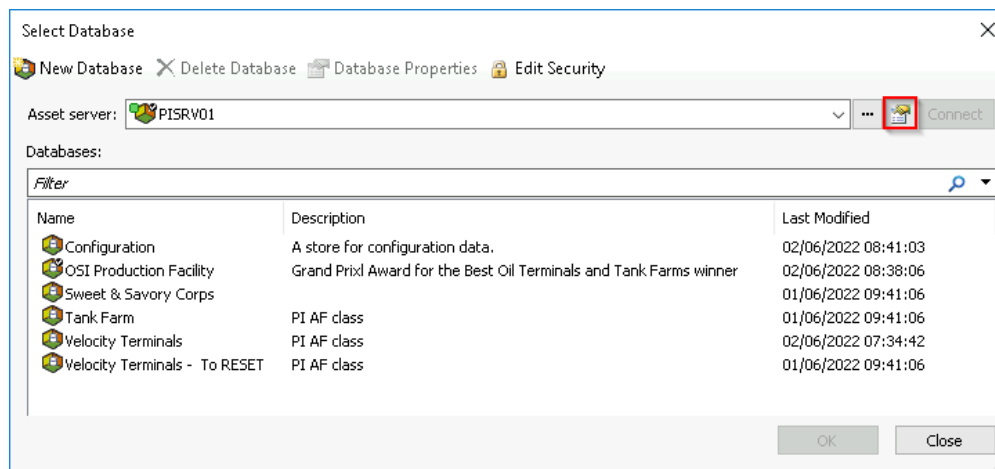 Select Database
New Database Delete Database Database Properties Edit Security
Asset server: PISRV01 ... Connect
Databases:
Filter
Name Description Last Modified
Configuration A store for configuration data. 02/06/2022 08:41:03
OSI Production Facility Grand Prixl Award for the Best Oil Terminals and Tank Farms winner 02/06/2022 08:38:06
Sweet & Savory Corps 01/06/2022 09:41:06
Tank Farm PI AF class 01/06/2022 09:41:06
Velocity Terminals PI AF class 02/06/2022 07:34:42
Velocity Terminals - To RESET PI AF class 01/06/2022 09:41:06
OK Close